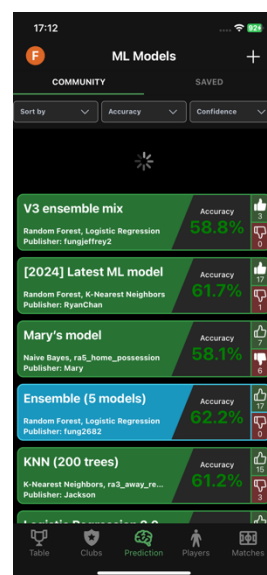 17:12
92+
F
ML Models
+
COMMUNITY
SAVED
Sort by
Accuracy
Confidence
V3 ensemble mix
Random Forest, Logistic Regression
Publisher: fungjeffrey2
Accuracy
58.8%
3
0
[2024] Latest ML model
Random Forest, K-Nearest Neighbors
Publisher: RyanChan
Accuracy
61.7%
17
1
Mary's model
Naive Bayes, ra5_home_possession
Publisher: Mary
Accuracy
58.1%
7
6
Ensemble (5 models)
Random Forest, Logistic Regression
Publisher: fung2682
Accuracy
62.2%
17
0
KNN (200 trees)
K-Nearest Neighbors, ra3_away_re...
Publisher: Jackson
Accuracy
61.2%
15
3
Table
Clubs
Prediction
Players
Matches